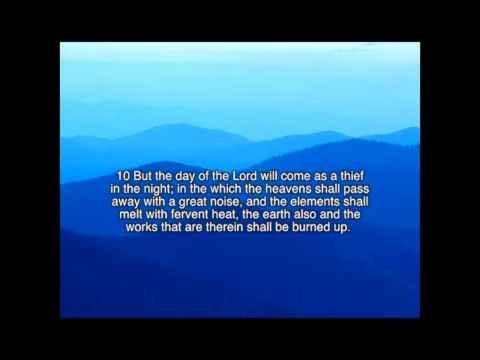 10 But the day of the Lord will come as a thief
in the night; in the which the heavens shall pass
away with a great noise, and the elements shall
melt with fervent heat, the earth also and the
works that are therein shall be burned up.